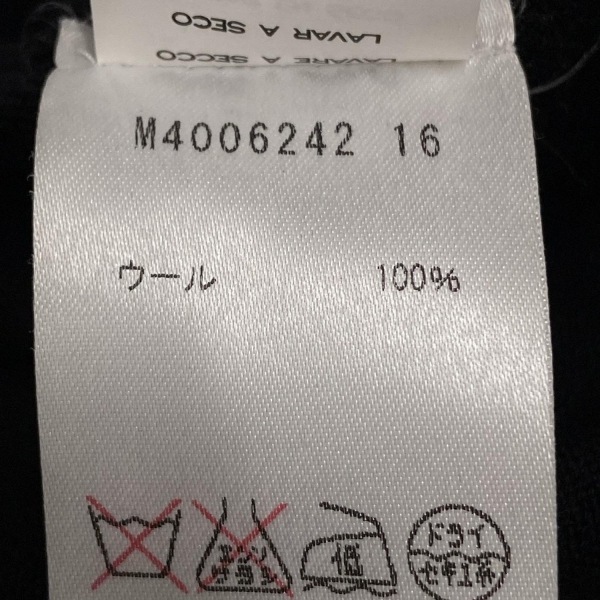 LAVAR A SECO
LAVARE A SECCO
M4006242 16
ウール 100%
エンソ
サラシ
低
ドライ
セキユ系